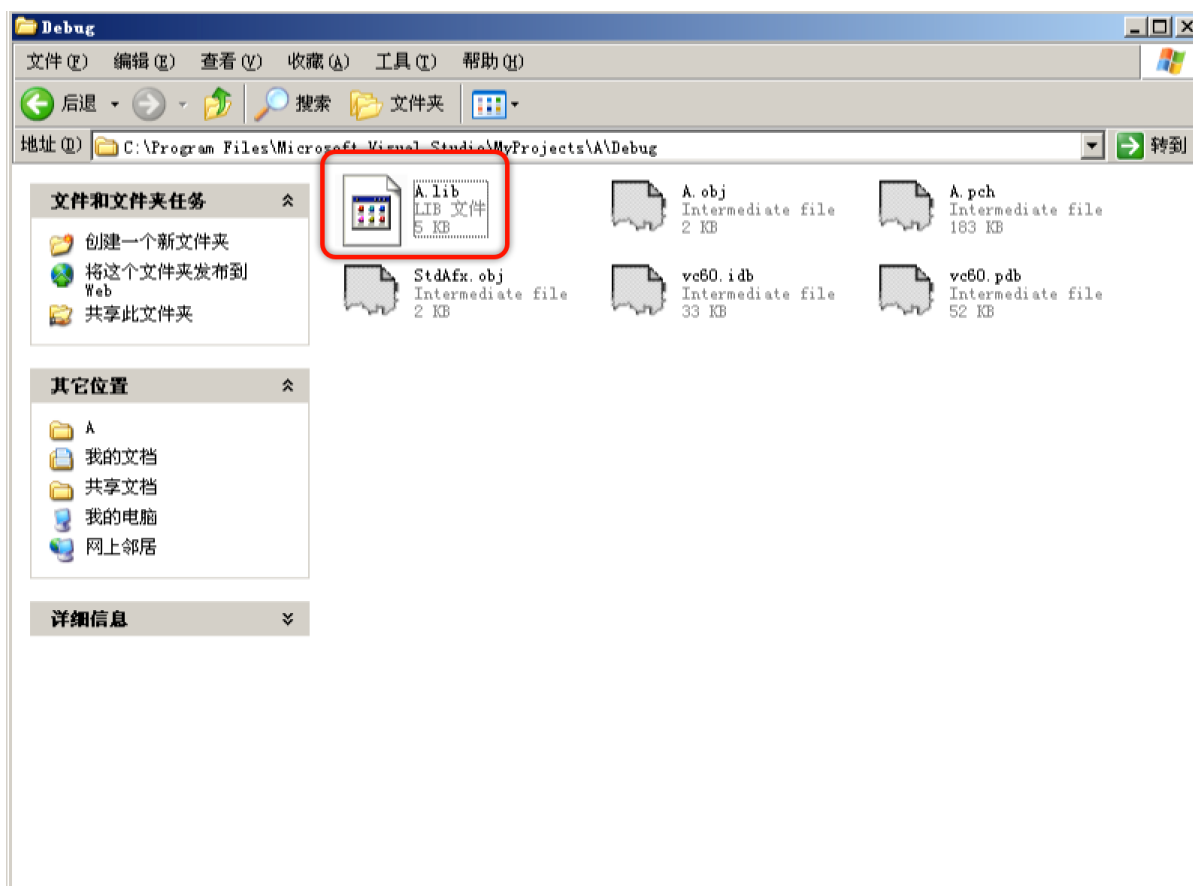 Debug
文件(F) 编辑(E) 查看(V) 收藏(A) 工具(T) 帮助(H)
后退 搜索 文件夹
地址(D) C:\Program Files\Microsoft Visual Studio\MyProjects\A\Debug 转到
文件和文件夹任务
创建一个新文件夹
将这个文件夹发布到
Web
共享此文件夹
其它位置
A
我的文档
共享文档
我的电脑
网上邻居
详细信息
A.lib
LIB 文件
5 KB
A.obj
Intermediate file
2 KB
A.pch
Intermediate file
183 KB
StdAfx.obj
Intermediate file
2 KB
vc60.idb
Intermediate file
33 KB
vc60.pdb
Intermediate file
52 KB